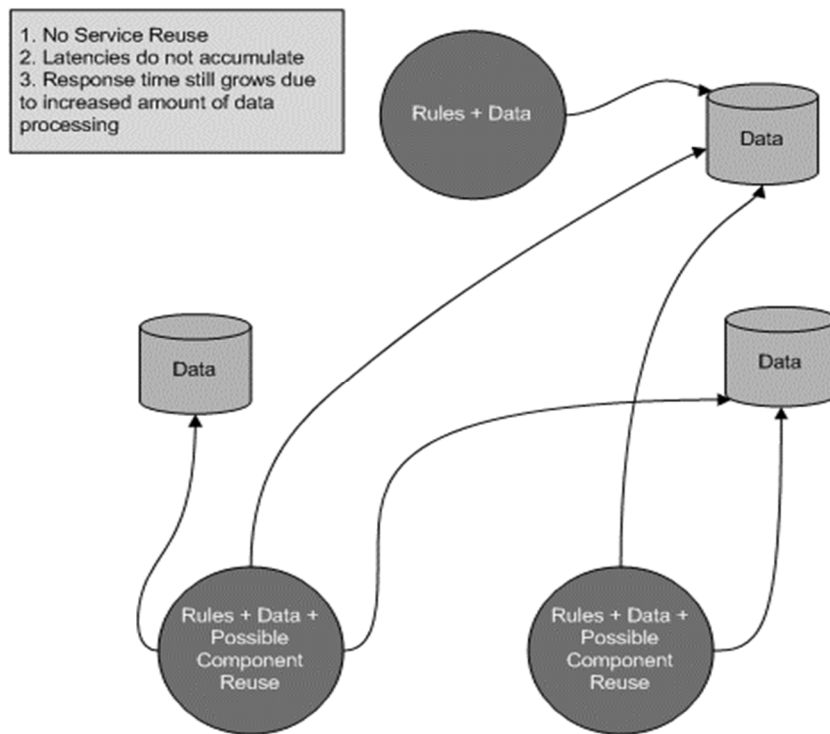 1. No Service Reuse
2. Latencies do not accumulate
3. Response time still grows due
to increased amount of data
processing
Rules + Data
Data
Data
Data
Rules + Data +
Possible
Component
Reuse
Rules + Data +
Possible
Component
Reuse